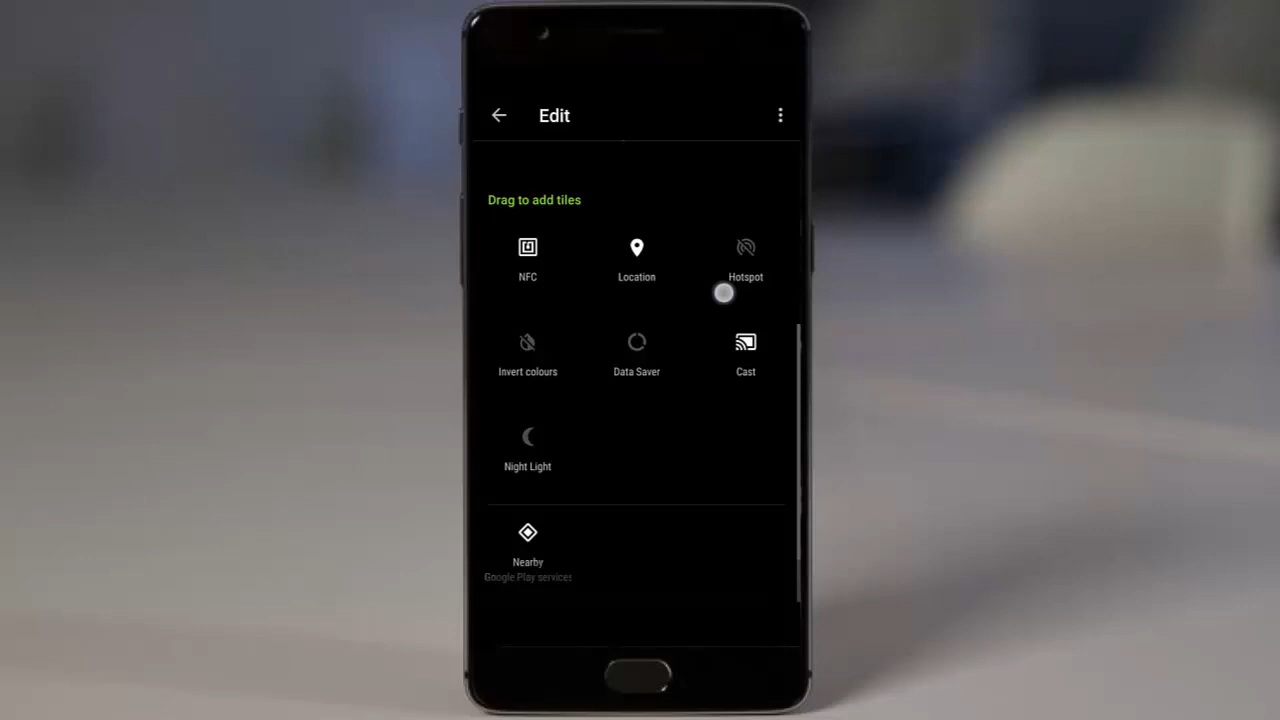 Edit
Drag to add tiles
NFC Location Hotspot
Invert colours Data Saver Cast
Night Light
Nearby
Google Play services